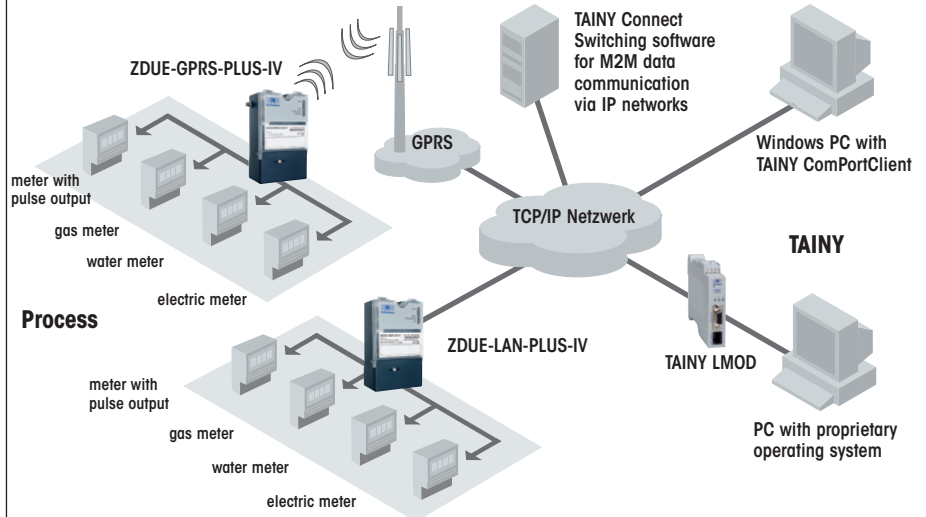 TAINY Connect
Switching software
for M2M data
communication
via IP networks
ZDUE-GPRS-PLUS-IV
GPRS
Windows PC with
TAINY ComPortClient
meter with
pulse output
gas meter
water meter
electric meter
TCP/IP Netzwerk
TAINY
Process
ZDUE-LAN-PLUS-IV
TAINY LMOD
meter with
pulse output
gas meter
water meter
electric meter
PC with proprietary
operating system